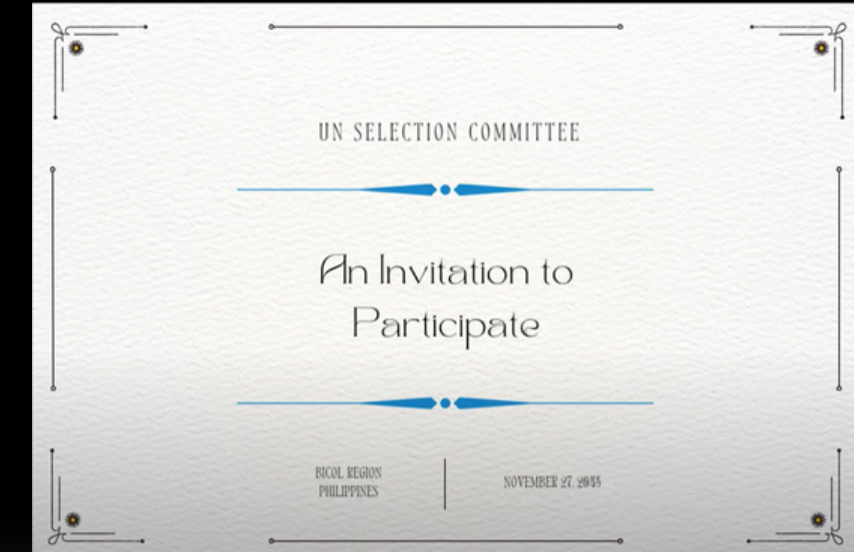 UN SELECTION COMMITTEE
An Invitation to
Participate
BICOL REGION
PHILIPPINES
NOVEMBER 27,